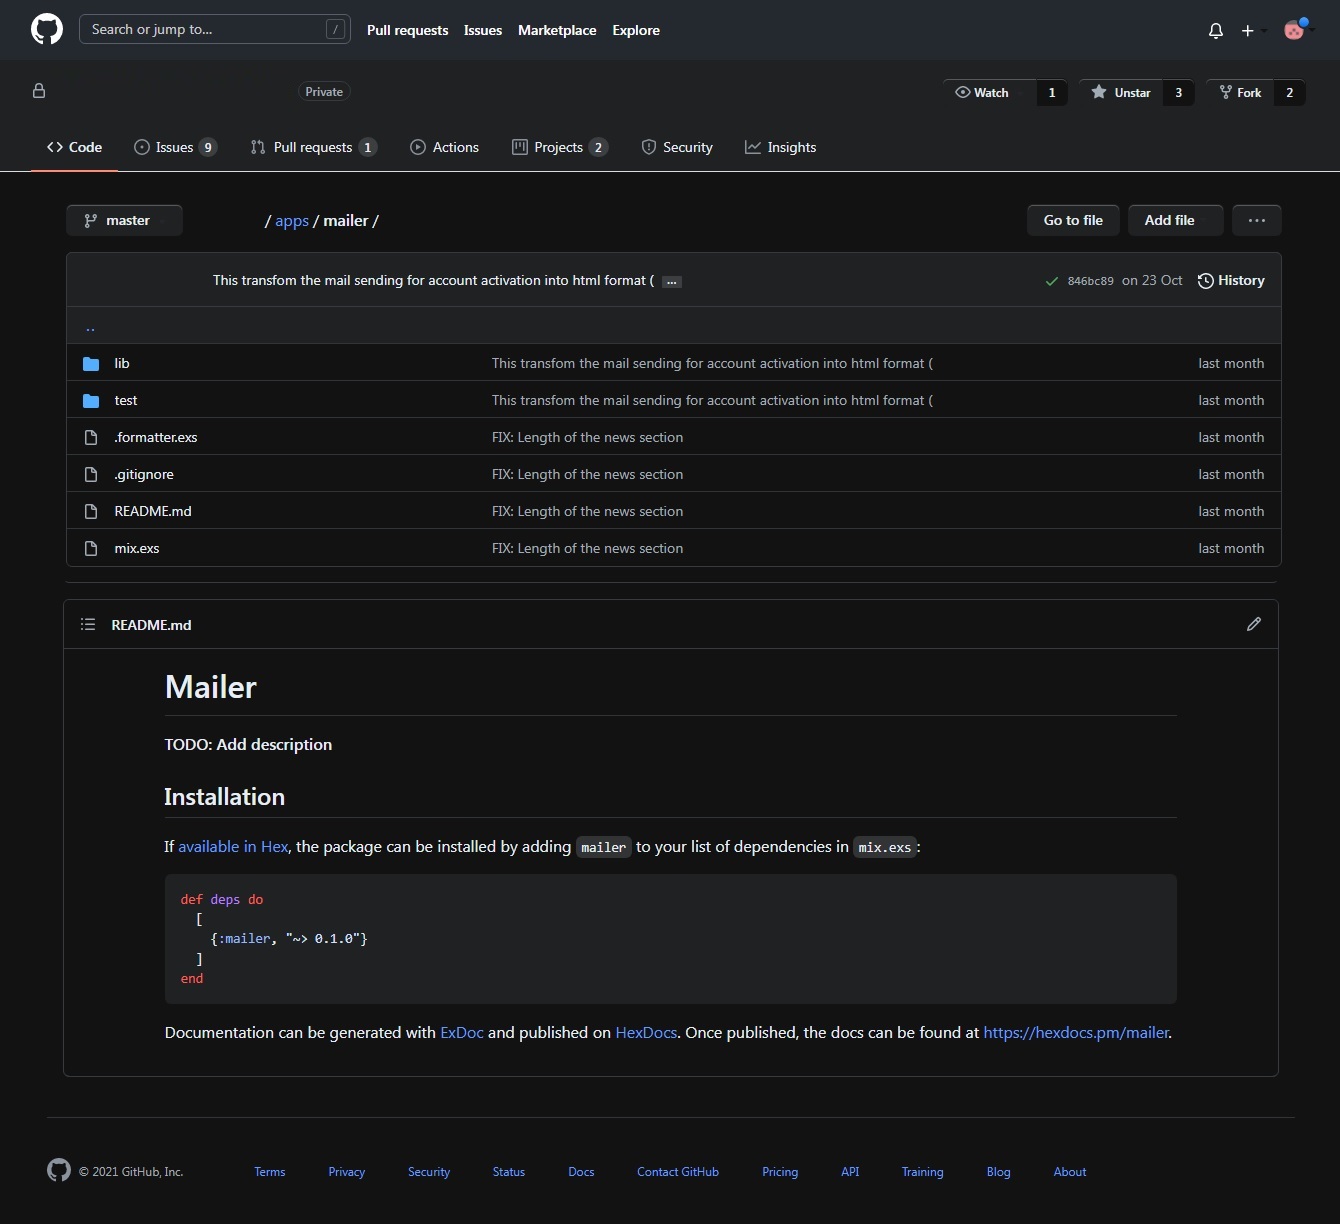 Search or jump to... / Pull requests Issues Marketplace Explore
Private Watch 1 Unstar 3 Fork 2
<> Code Issues 9 Pull requests 1 Actions Projects 2 Security Insights
master / apps / mailer / Go to file Add file ...
This transfom the mail sending for account activation into html format ( ... 846bc89 on 23 Oct History
..
lib This transfom the mail sending for account activation into html format ( last month
test This transfom the mail sending for account activation into html format ( last month
.formatter.exs FIX: Length of the news section last month
.gitignore FIX: Length of the news section last month
README.md FIX: Length of the news section last month
mix.exs FIX: Length of the news section last month
README.md
Mailer
TODO: Add description
Installation
If available in Hex, the package can be installed by adding mailer to your list of dependencies in mix.exs:
def deps do
[
{:mailer, "~> 0.1.0"}
]
end
Documentation can be generated with ExDoc and published on HexDocs. Once published, the docs can be found at https://hexdocs.pm/mailer.
© 2021 GitHub, Inc. Terms Privacy Security Status Docs Contact GitHub Pricing API Training Blog About